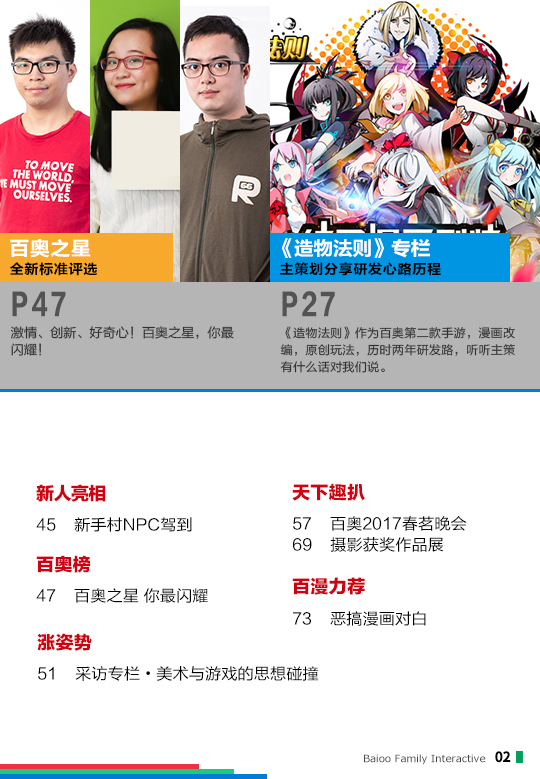 TO MOVE
THE WORLD,
WE MUST MOVE
OURSELVES.
66
R
法则
百奥之星
全新标准评选
《造物法则》专栏
主策划分享研发心路历程
P47
激情、创新、好奇心！百奥之星，你最
闪耀！
P27
《造物法则》作为百奥第二款手游，漫画改
编，原创玩法，历时两年研发路，听听主策
有什么话对我们说。
新人亮相
45 新手村NPC驾到
百奥榜
47 百奥之星 你最闪耀
涨姿势
51 采访专栏·美术与游戏的思想碰撞
天下趣扒
57 百奥2017春茗晚会
69 摄影获奖作品展
百漫力荐
73 恶搞漫画对白
Baioo Family Interactive 02